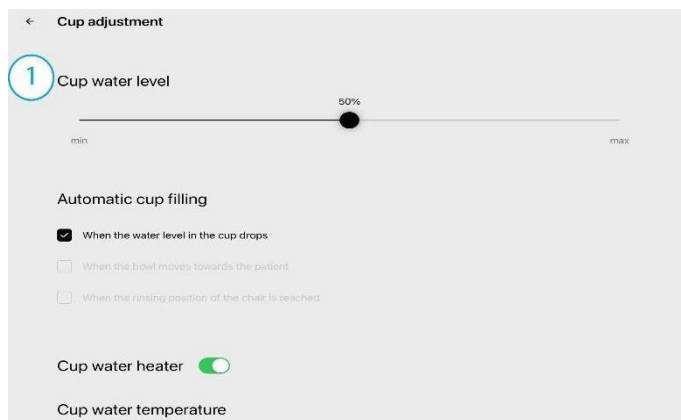 Cup adjustment
1
Cup water level
50%
min max
Automatic cup filling
When the water level in the cup drops
When the bowl moves towards the patient
When the rinsing position of the chair is reached
Cup water heater
Cup water temperature